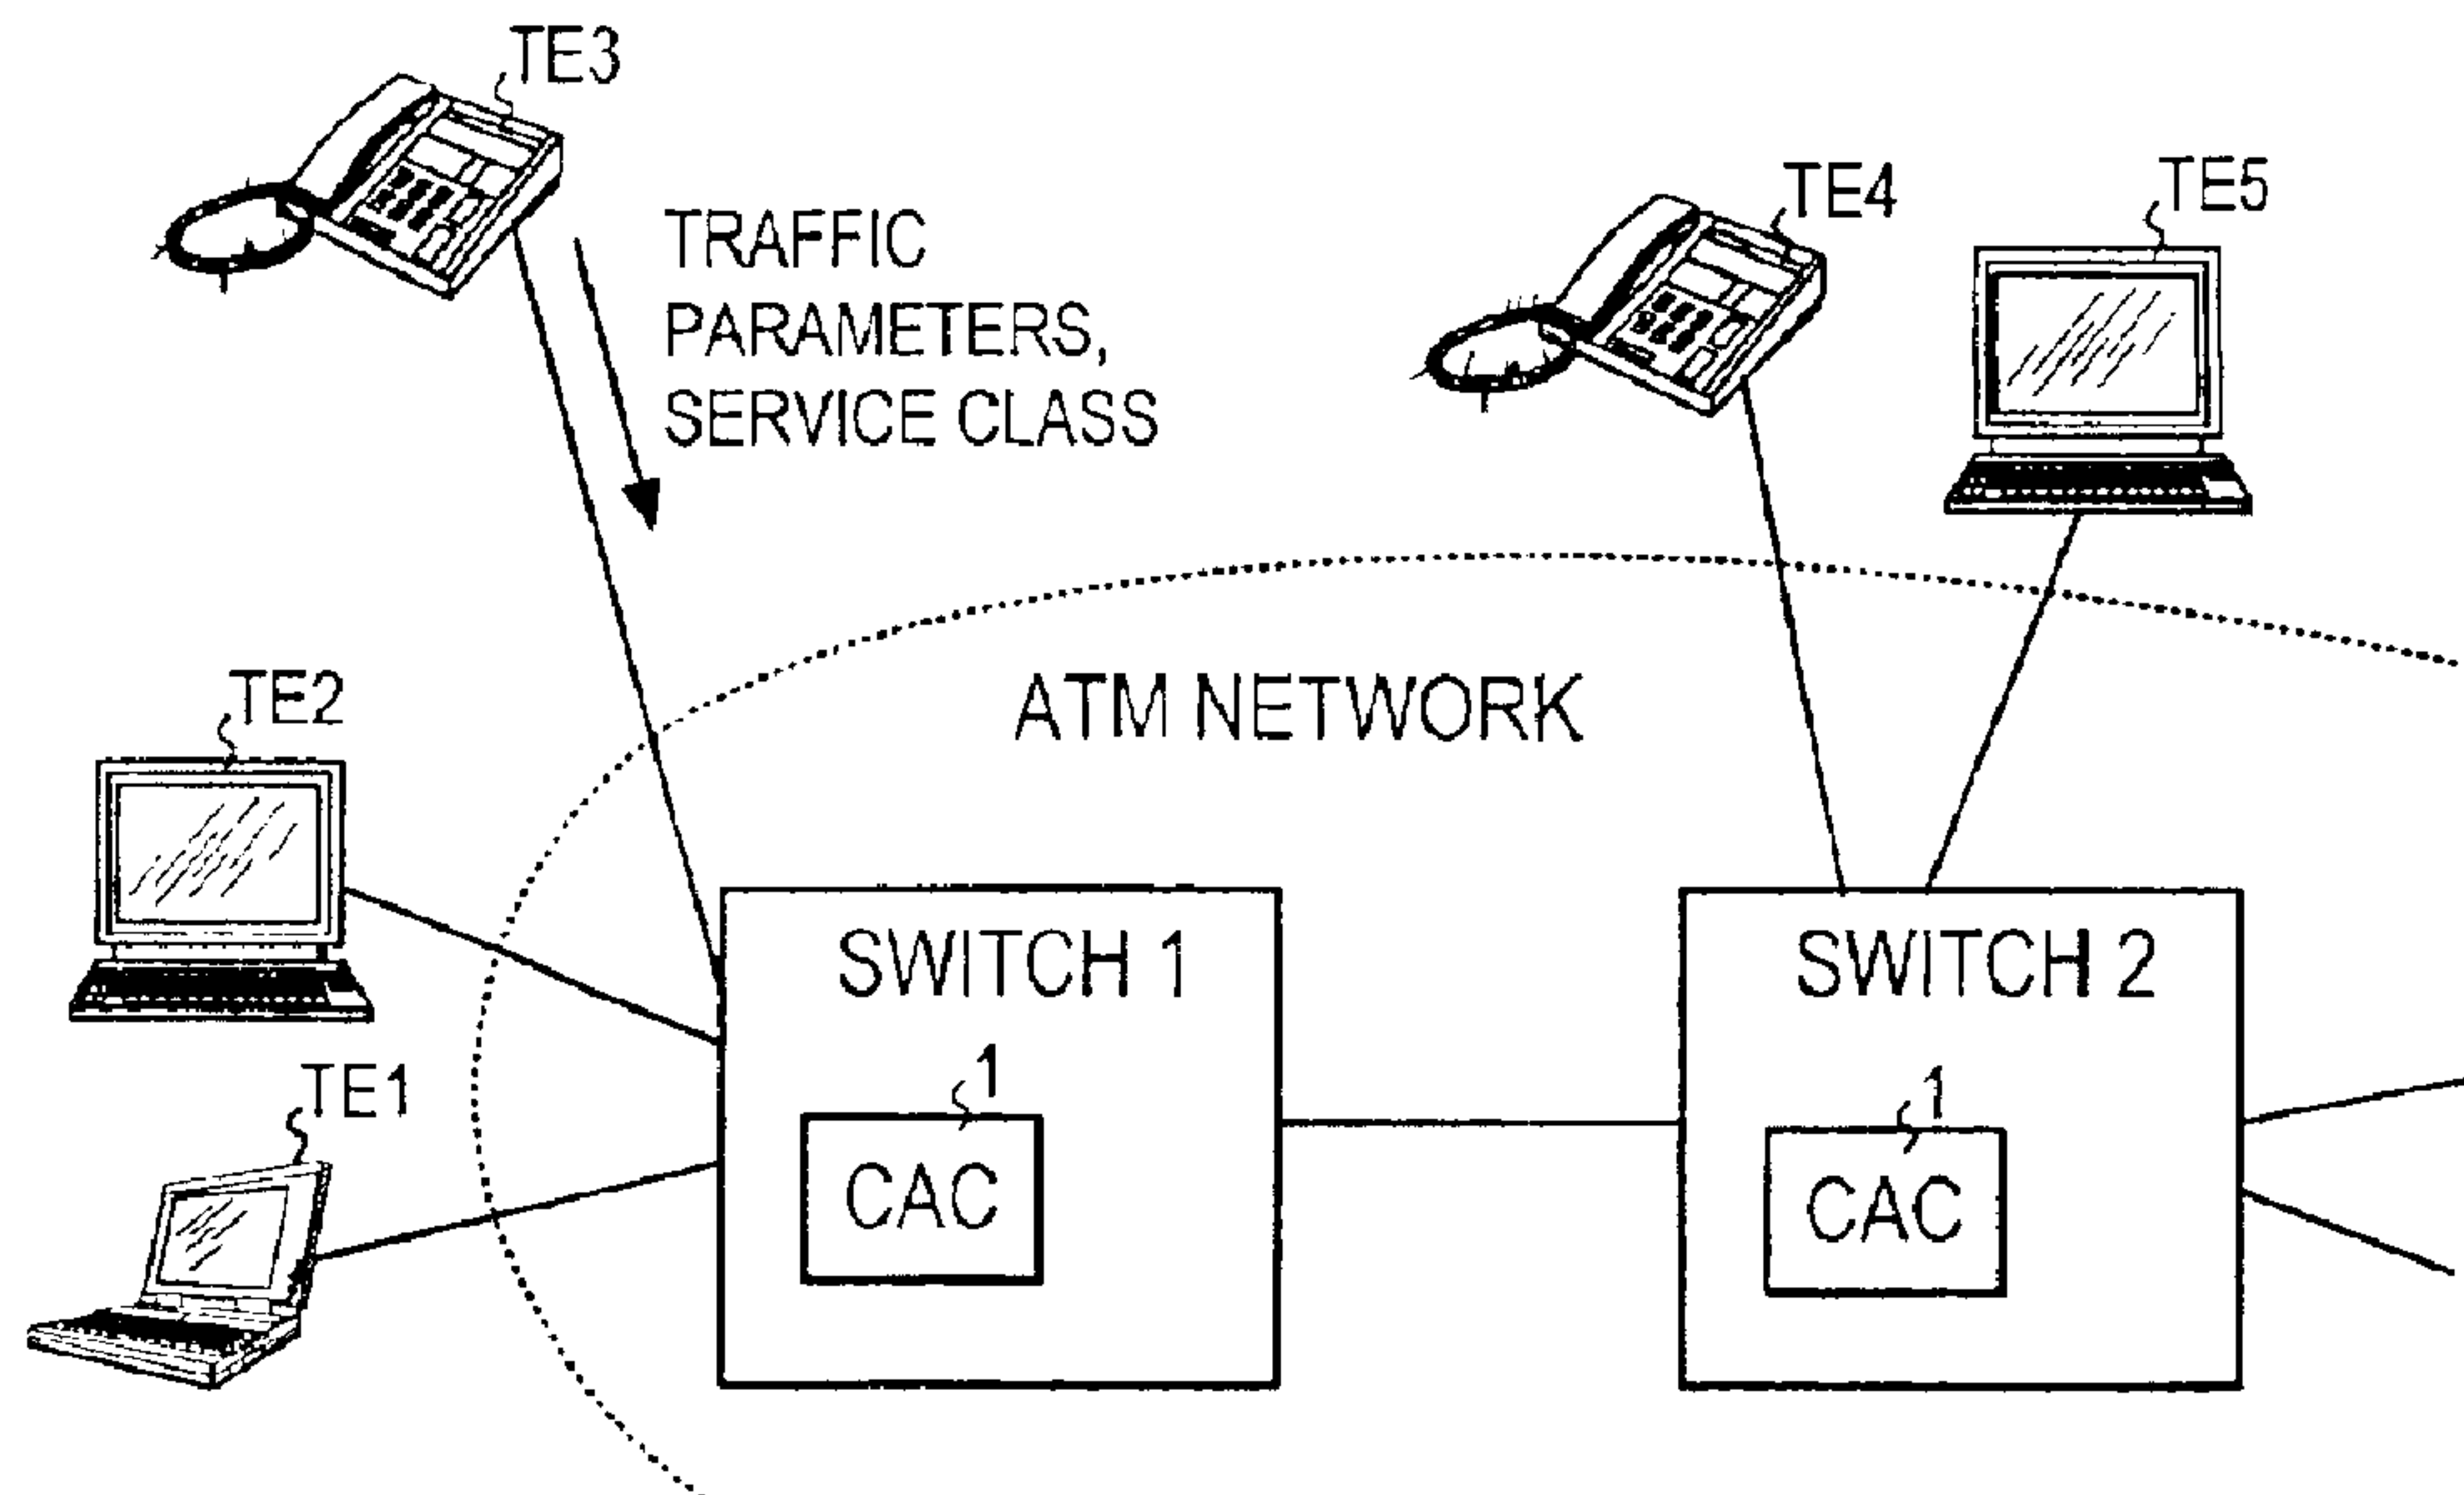 TE3
TRAFFIC
PARAMETERS,
SERVICE CLASS
TE4
TE5
ATM NETWORK
TE2
TE1
SWITCH 1
1
CAC
SWITCH 2
1
CAC